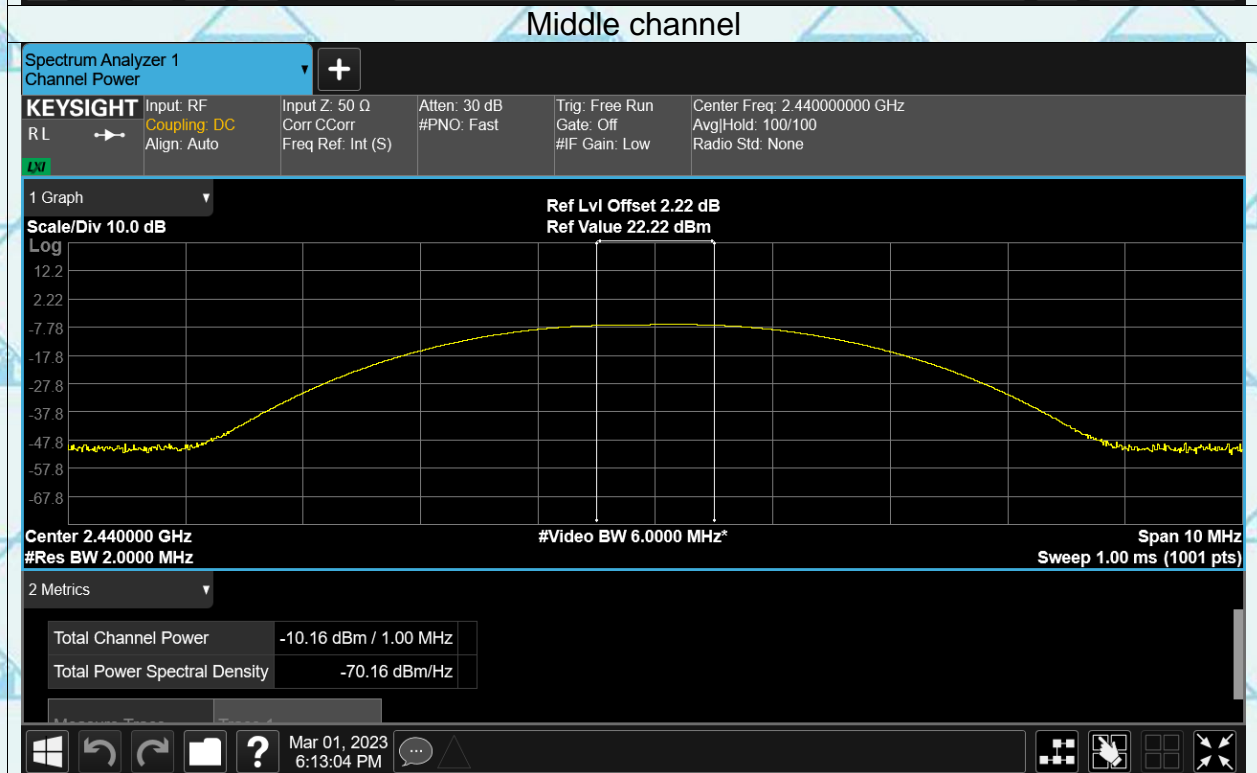 Middle channel
Spectrum Analyzer 1
Channel Power
KEYSIGHT
R L
LXI
Input: RF
Coupling: DC
Align: Auto
Input Z: 50 Ω
Corr CCorr
Freq Ref: Int (S)
Atten: 30 dB
#PNO: Fast
Trig: Free Run
Gate: Off
#IF Gain: Low
Center Freq: 2.440000000 GHz
Avg|Hold: 100/100
Radio Std: None
1 Graph
Scale/Div 10.0 dB
Ref Lvl Offset 2.22 dB
Ref Value 22.22 dBm
Log
12.2
2.22
-7.78
-17.8
-27.8
-37.8
-47.8
-57.8
-67.8
Center 2.440000 GHz
#Video BW 6.0000 MHz*
Span 10 MHz
#Res BW 2.0000 MHz
Sweep 1.00 ms (1001 pts)
2 Metrics
Total Channel Power -10.16 dBm / 1.00 MHz
Total Power Spectral Density -70.16 dBm/Hz
Measure Trace Trace 1
?
Mar 01, 2023
6:13:04 PM